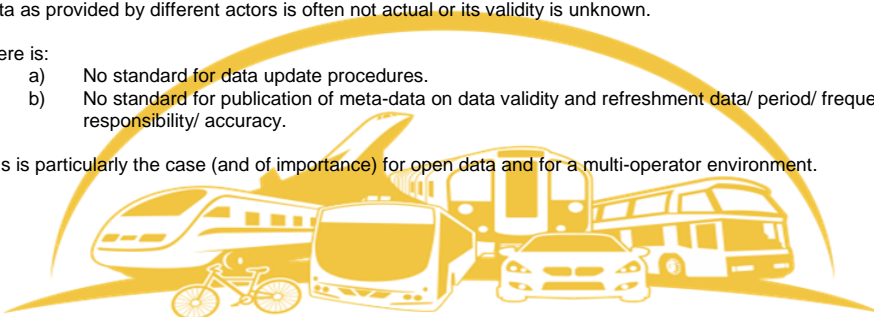 ta as provided by different actors is often not actual or its validity is unknown.
ere is:
a) No standard for data update procedures.
b) No standard for publication of meta-data on data validity and refreshment data/ period/ freque
responsibility/ accuracy.
s is particularly the case (and of importance) for open data and for a multi-operator environment.